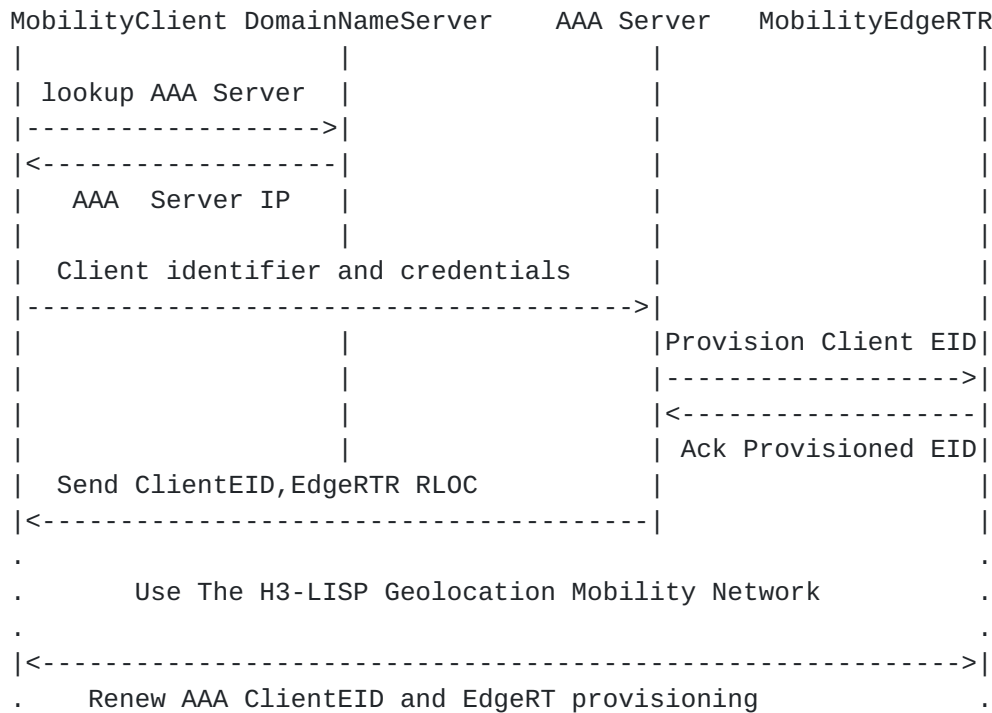 MobilityClient DomainNameServer    AAA Server   MobilityEdgeRTR
|                    |                   |                    |
| lookup AAA Server  |                   |                    |
|------------------->|                   |                    |
|<-------------------|                   |                    |
|   AAA  Server IP   |                   |                    |
|                    |                   |                    |
|  Client identifier and credentials     |                    |
|--------------------------------------->|                    |
|                    |                   |Provision Client EID|
|                    |                   |------------------->|
|                    |                   |<-------------------|
|                    |                   | Ack Provisioned EID|
|  Send ClientEID,EdgeRTR RLOC           |                    |
|<---------------------------------------|                    |
.                                                             .
.       Use The H3-LISP Geolocation Mobility Network          .
.                                                             .
|<----------------------------------------------------------->|
.    Renew AAA ClientEID and EdgeRT provisioning              .